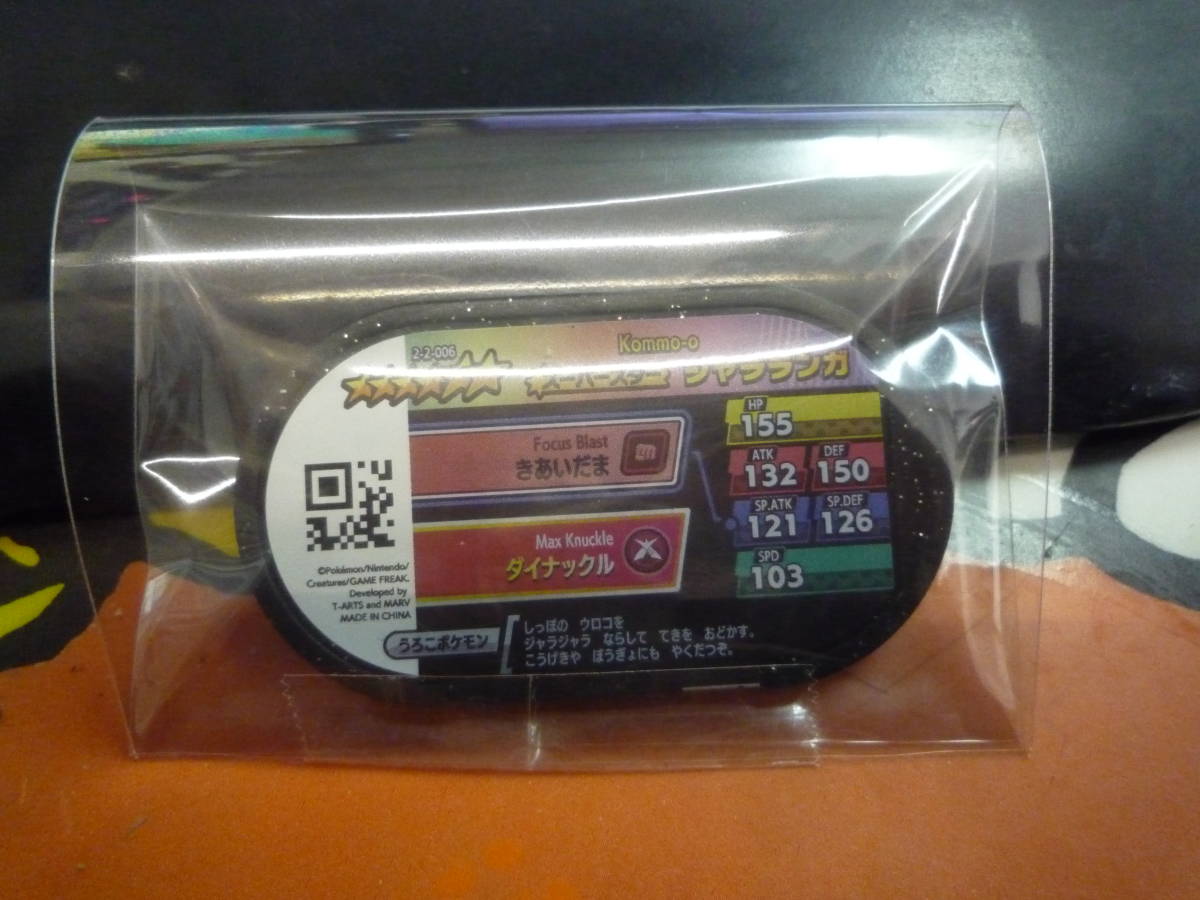 2-2-006
Kommo-o
スーパースター ジャラランガ
HP
155
Focus Blast
きあいだま
ATK
132
DEF
150
SP.ATK
121
SP.DEF
126
Max Knuckle
ダイナックル
SPD
103
©Pokémon/Nintendo/
Creatures/GAME FREAK.
Developed by
T-ARTS and MARV
MADE IN CHINA
うろこポケモン
しっぽの ウロコを
ジャラジャラ ならして てきを おどかす。
こうげきや ぼうぎょにも やくだつぞ。